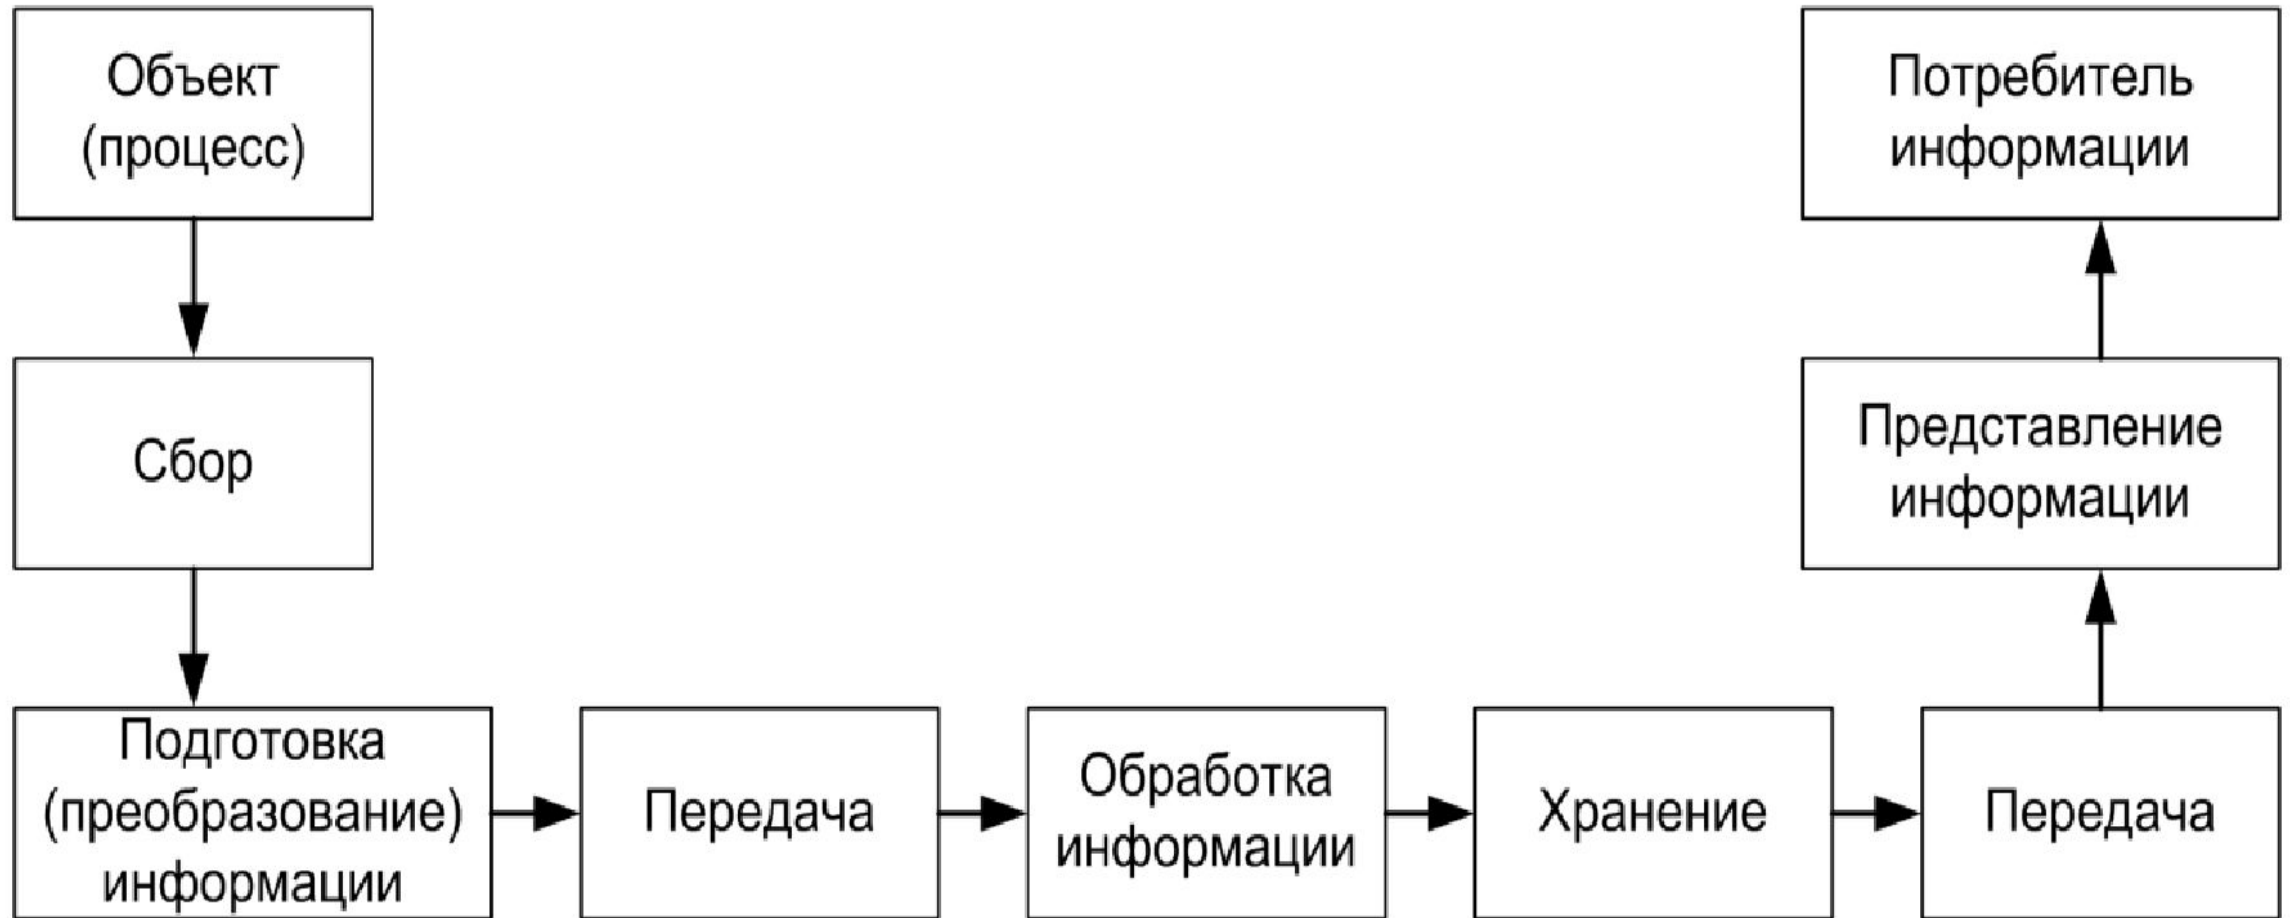 Объект
(процесс)
Сбор
Подготовка
(преобразование)
информации
Передача
Обработка
информации
Хранение
Передача
Представление
информации
Потребитель
информации